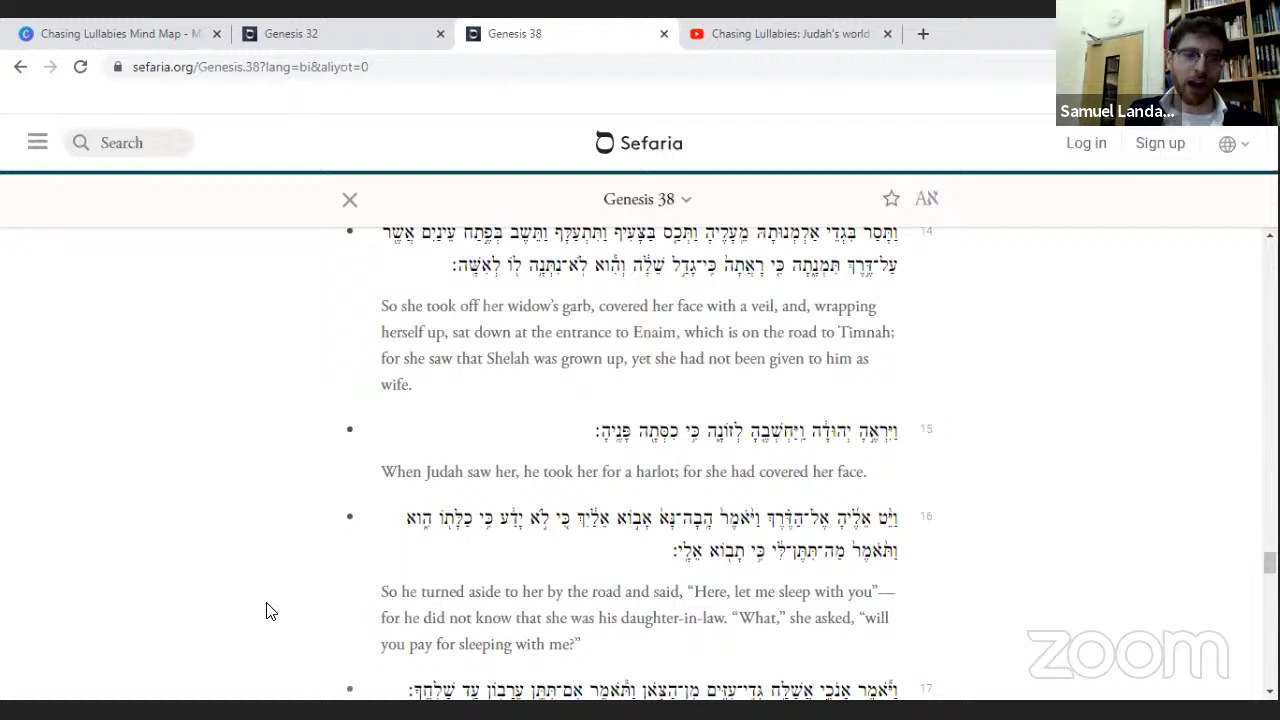 Chasing Lullabies Mind Map - M
Genesis 32
Genesis 38
Chasing Lullabies: Judah's world
sefaria.org/Genesis.38?lang=bi&aliyot=0
Samuel Landa...
Search
Sefaria
Log in
Sign up
Genesis 38
Aא
14
וַתָּסַר֩ בִּגְדֵ֨י אַלְמְנוּתָ֜הּ מֵֽעָלֶ֗יהָ וַתְּכַ֤ס בַּצָּעִיף֙ וַתִּתְעַלָּ֔ף וַתֵּ֙שֶׁב֙ בְּפֶ֣תַח עֵינַ֔יִם אֲשֶׁ֖ר
עַל־דֶּ֣רֶךְ תִּמְנָ֑תָה כִּ֤י רָאֲתָה֙ כִּֽי־גָדַ֣ל שֵׁלָ֔ה וְהִ֕וא לֹֽא־נִתְּנָ֥ה ל֖וֹ לְאִשָּֽׁה׃
So she took off her widow’s garb, covered her face with a veil, and, wrapping
herself up, sat down at the entrance to Enaim, which is on the road to Timnah;
for she saw that Shelah was grown up, yet she had not been given to him as
wife.
15
וַיִּרְאֶ֣הָ יְהוּדָ֔ה וַֽיַּחְשְׁבֶ֖הָ לְזוֹנָ֑ה כִּ֥י כִסְּתָ֖ה פָּנֶֽיהָ׃
When Judah saw her, he took her for a harlot; for she had covered her face.
16
וַיֵּ֨ט אֵלֶ֜יהָ אֶל־הַדֶּ֗רֶךְ וַיֹּ֙אמֶר֙ הָֽבָה־נָּא֙ אָב֣וֹא אֵלַ֔יִךְ כִּ֚י לֹ֣א יָדַ֔ע כִּ֥י כַלָּת֖וֹ הִ֑וא
וַתֹּ֙אמֶר֙ מַה־תִּתֶּן־לִּ֔י כִּ֥י תָב֖וֹא אֵלָֽי׃
So he turned aside to her by the road and said, “Here, let me sleep with you”—
for he did not know that she was his daughter-in-law. “What,” she asked, “will
you pay for sleeping with me?”
17
וַיֹּ֕אמֶר אָנֹכִ֛י אֲשַׁלַּ֥ח גְּדִֽי־עִזִּ֖ים מִן־הַצֹּ֑אן וַתֹּ֕אמֶר אִם־תִּתֵּ֥ן עֵרָב֖וֹן עַ֥ד שׇׁלְחֶֽךָ׃
zoom